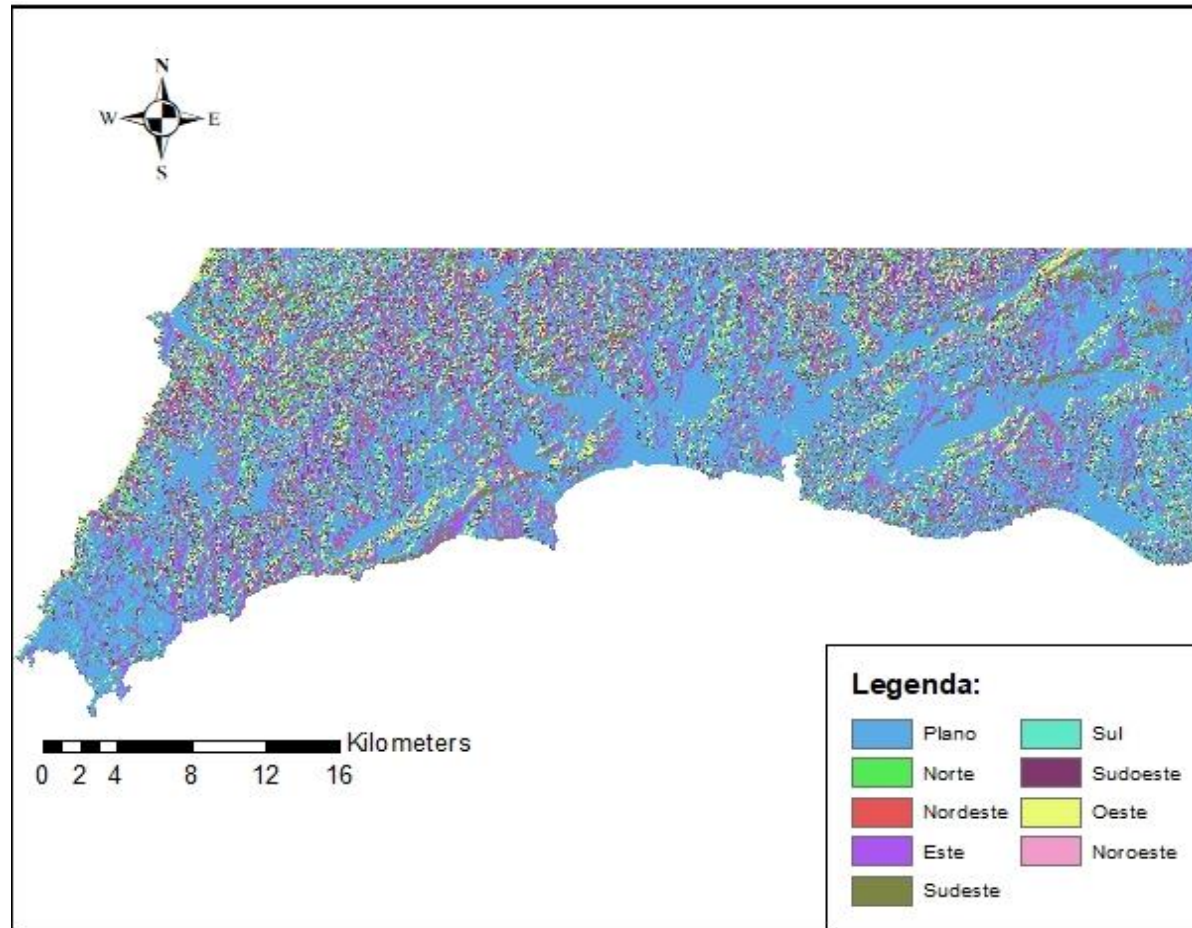 N
W E
S
Kilometers
0 2 4 8 12 16
Legenda:
Plano Sul
Norte Sudoeste
Nordeste Oeste
Este Noroeste
Sudeste